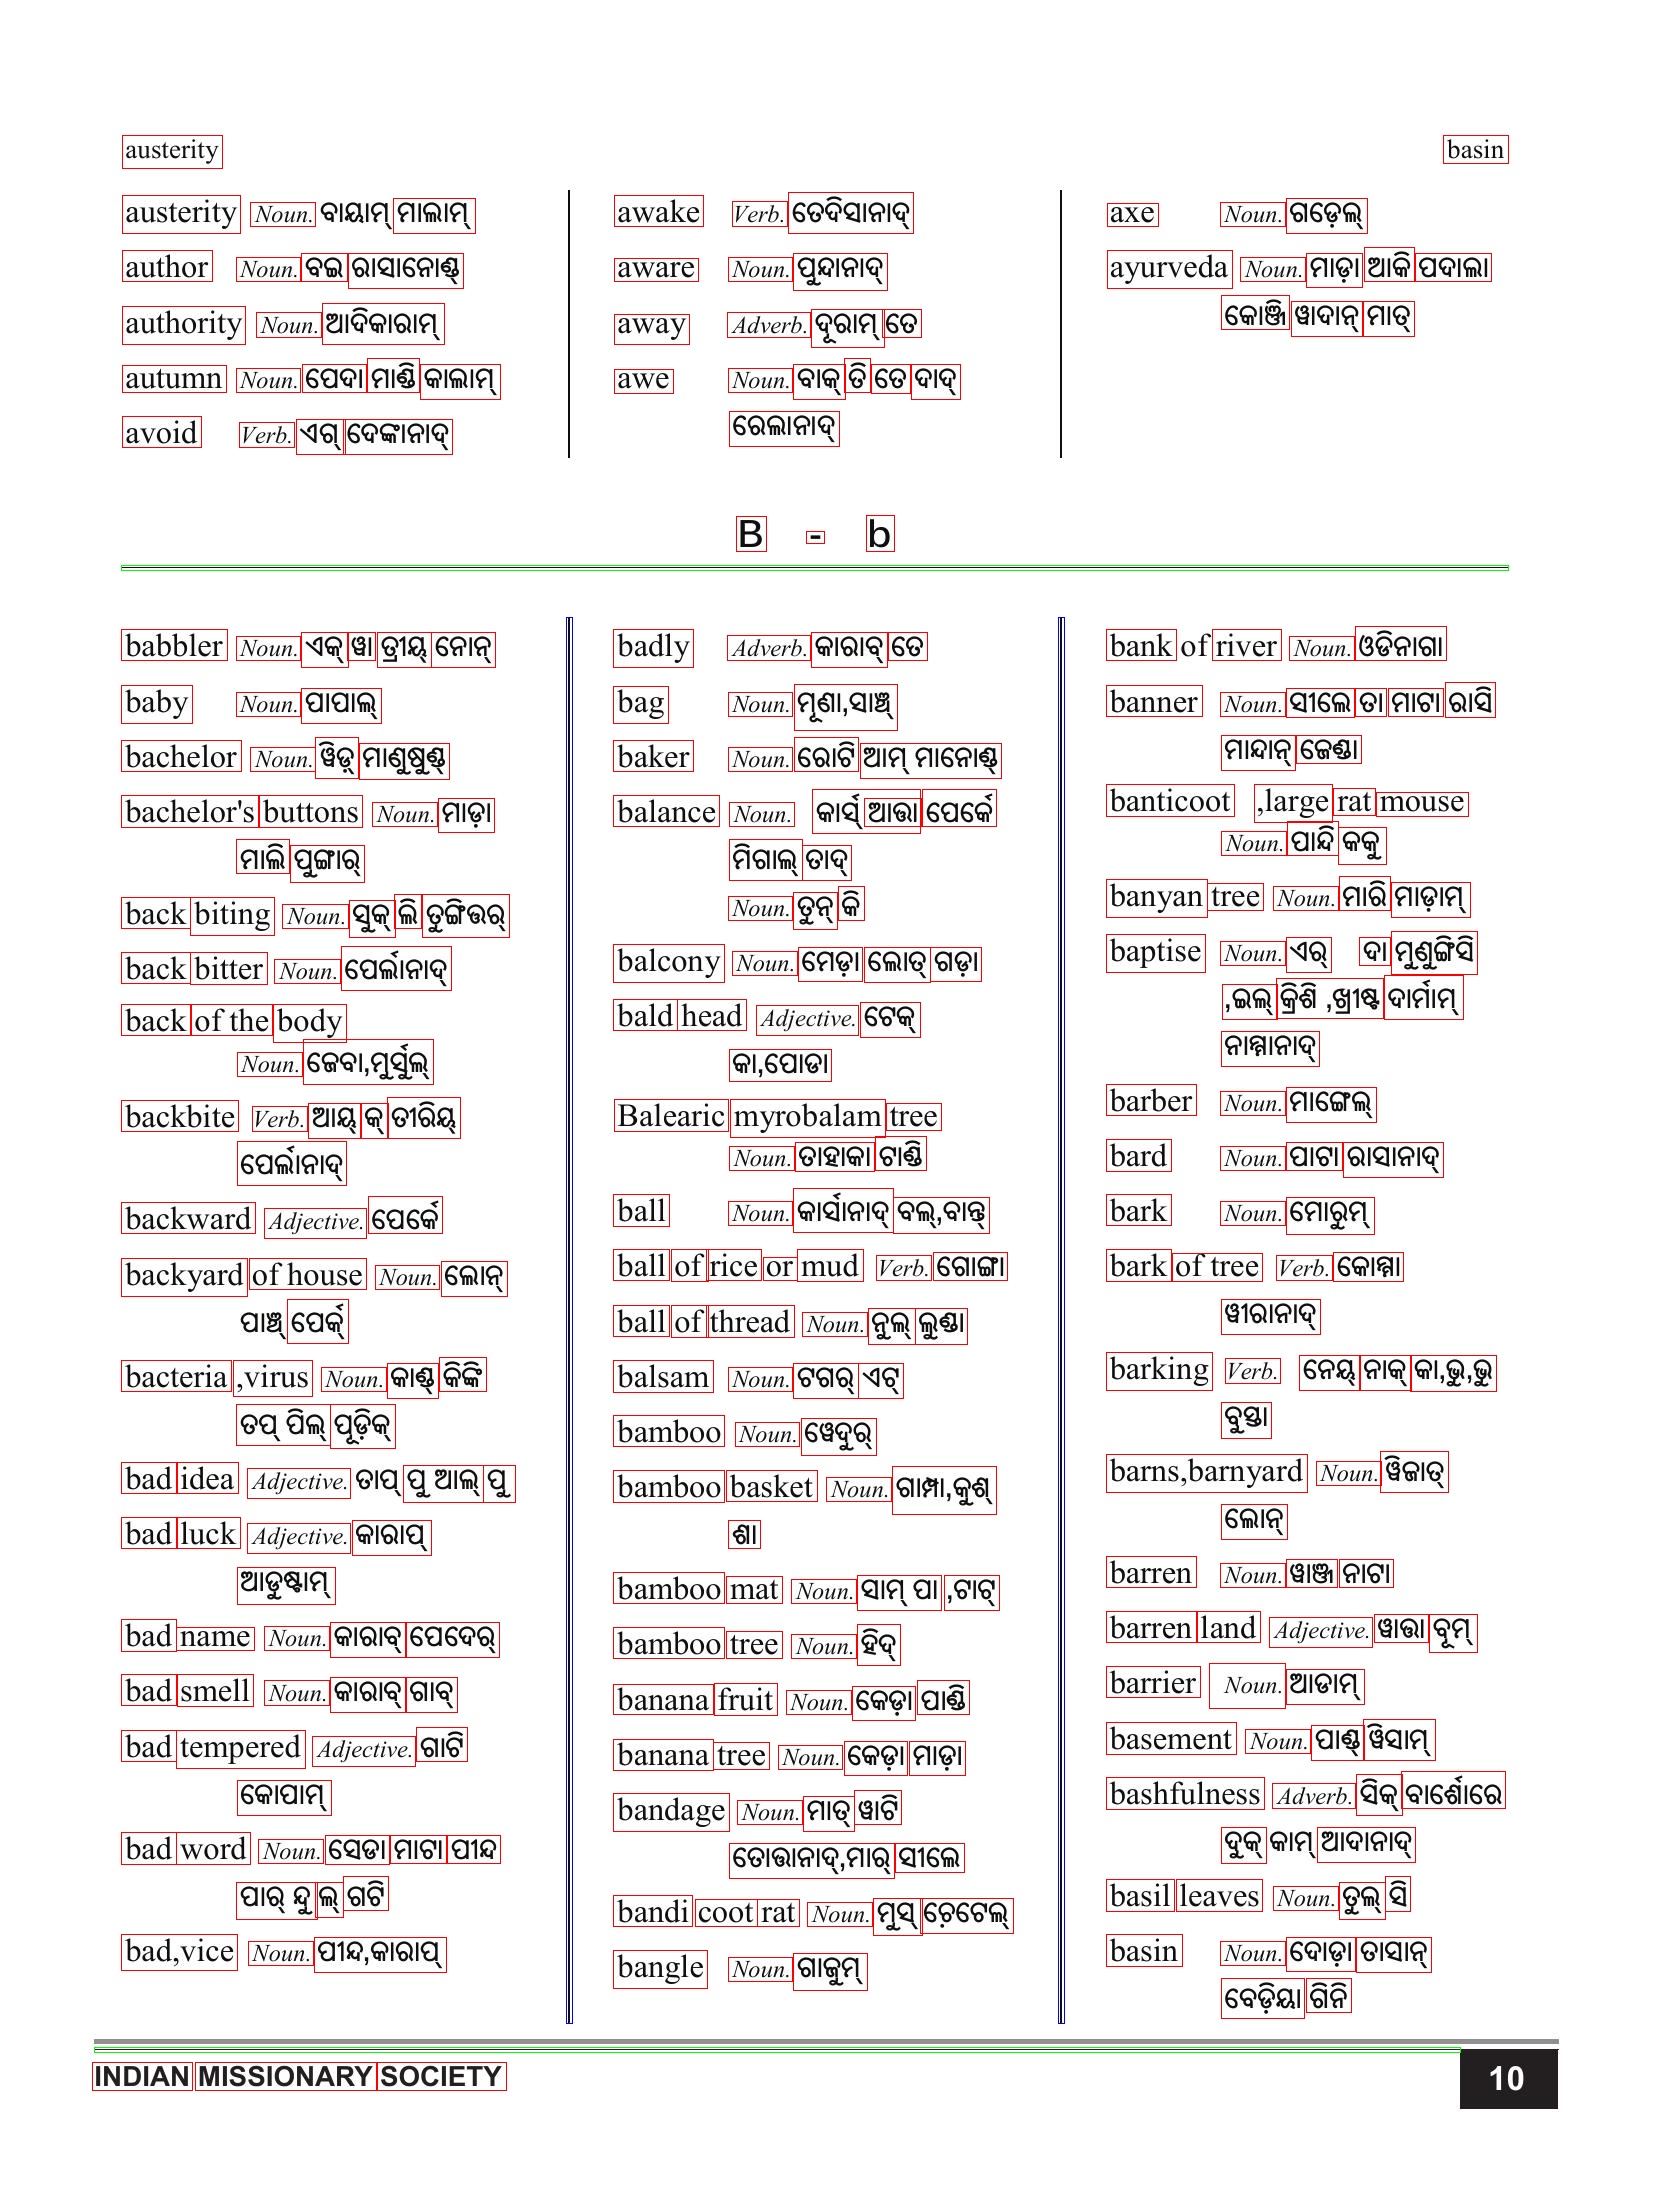 austerity basin
austerity Noun. ବାୟାମ୍ ମାଲାମ୍
author Noun. ବଇ ରାସାନୋଣ୍ଡ୍
authority Noun. ଆଦିକାରାମ୍
autumn Noun. ପେଦା ମାଣ୍ଡି କାଲାମ୍
avoid Verb. ଏଗ୍ ଦେଙ୍କାନାଦ୍
awake Verb. ତେଦିସାନାଦ୍
aware Noun. ପୁନ୍ଦାନାଦ୍
away Adverb. ଦୂରାମ୍ ତେ
awe Noun. ବାକ୍ ତି ତେ ଦାଦ୍
ରେଲାନାଦ୍
axe Noun. ଗଡ଼େଲ୍
ayurveda Noun. ମାଡ଼ା ଆକି ପଦାଲା
କୋଞ୍ଜି ୱାଦାନ୍ ମାତ୍
B - b
babbler Noun. ଏକ୍ ୱା ତ୍ରୀୟ୍ ନୋନ୍
baby Noun. ପାପାଲ୍
bachelor Noun. ୱିଡ଼୍ ମାଣୁଷୁଣ୍ଡ୍
bachelor's buttons Noun. ମାଡ଼ା
ମାଲି ପୁଙ୍ଗାର୍
back biting Noun. ସୁକ୍ ଲି ତୁଙ୍ଗିତ୍ତର୍
back bitter Noun. ପେର୍ଲାନାଦ୍
back of the body
Noun. ଜେବା,ମୁର୍ସୁଲ୍
backbite Verb. ଆୟ୍ କ୍ ତୀରିୟ୍
ପେର୍ଲାନାଦ୍
backward Adjective. ପେର୍କେ
backyard of house Noun. ଲୋନ୍
ପାଞ୍ଚ୍ ପେର୍କ୍
bacteria ,virus Noun. କାଣ୍ଡ୍ କିଙ୍କି
ତପ୍ ପିଲ୍ ପୂଡ଼ିକ୍
bad idea Adjective. ତାପ୍ ପୁ ଆଲ୍ ପୁ
bad luck Adjective. କାରାପ୍
ଆଡୁଷ୍ଟାମ୍
bad name Noun. କାରାବ୍ ପେଦେର୍
bad smell Noun. କାରାବ୍ ଗାବ୍
bad tempered Adjective. ଗାଟି
କୋପାମ୍
bad word Noun. ସେଡା ମାଟା ପୀନ୍ଦ
ପାର୍ ନ୍ଦୁ ଲ୍ ଗଟି
bad,vice Noun. ପୀନ୍ଦ,କାରାପ୍
badly Adverb. କାରାବ୍ ତେ
bag Noun. ମୂଣା,ସାଞ୍ଚ୍
baker Noun. ରୋଟି ଆମ୍ ମାନୋଣ୍ଡ୍
balance Noun. କାର୍ସ୍ ଆତ୍ତା ପେର୍କେ
ମିଗାଲ୍ ତାଦ୍
Noun. ତୁନ୍ କି
balcony Noun. ମେଡ଼ା ଲୋତ୍ ଗଡ଼ା
bald head Adjective. ଟେକ୍
କା,ପୋଡା
Balearic myrobalam tree
Noun. ତାହାକା ଟାଣ୍ଡି
ball Noun. କାର୍ସାନାଦ୍ ବଲ୍,ବାନ୍ତ୍
ball of rice or mud Verb. ଗୋଙ୍ଗା
ball of thread Noun. ନୁଲ୍ ଲୁଣ୍ଡା
balsam Noun. ଟଗର୍ ଏଟ୍
bamboo Noun. ୱେଦୁର୍
bamboo basket Noun. ଗାମ୍ପା,କୁଶ୍
ଶା
bamboo mat Noun. ସାମ୍ ପା ,ଟାଟ୍
bamboo tree Noun. ହିଦ୍
banana fruit Noun. କେଡ଼ା ପାଣ୍ଡି
banana tree Noun. କେଡ଼ା ମାଡ଼ା
bandage Noun. ମାତ୍ ୱାଟି
ତୋତ୍ତାନାଦ୍,ମାର୍ ସୀଲେ
bandi coot rat Noun. ମୁସ୍ ଚ଼େଟେଲ୍
bangle Noun. ଗାଜୁମ୍
bank of river Noun. ଓଡିନାଗା
banner Noun. ସୀଲେ ତା ମାଟା ରାସି
ମାନ୍ଦାନ୍ ଜେଣ୍ଡା
banticoot ,large rat mouse
Noun. ପାନ୍ଦି କକୁ
banyan tree Noun. ମାରି ମାଡ଼ାମ୍
baptise Noun. ଏର୍ ଦା ମୁଣୁଙ୍ଗିସି
,ଇଲ୍ କ୍ରିଶି ,ଖ୍ରୀଷ୍ଟ ଦାର୍ମାମ୍
ନାମ୍ମାନାଦ୍
barber Noun. ମାଙ୍ଗେଲ୍
bard Noun. ପାଟା ରାସାନାଦ୍
bark Noun. ମୋରୁମ୍
bark of tree Verb. କୋମ୍ମା
ୱୀରାନାଦ୍
barking Verb. ନେୟ୍ ନାକ୍ କା,ଭୁ,ଭୁ
ବୁସ୍ତା
barns,barnyard Noun. ୱିଜାତ୍
ଲୋନ୍
barren Noun. ୱାଞ୍ଜ ନାଟା
barren land Adjective. ୱାତ୍ତା ବୂମ୍
barrier Noun. ଆଡାମ୍
basement Noun. ପାଣ୍ଡ୍ ୱିସାମ୍
bashfulness Adverb. ସିକ୍ ବାର୍ଶୋରେ
ଦୁକ୍ କାମ୍ ଆଦାନାଦ୍
basil leaves Noun. ତୁଲ୍ ସି
basin Noun. ଦୋଡ଼ା ତାସାନ୍
ବେଡ଼ିୟା ଗିନି
INDIAN MISSIONARY SOCIETY 10